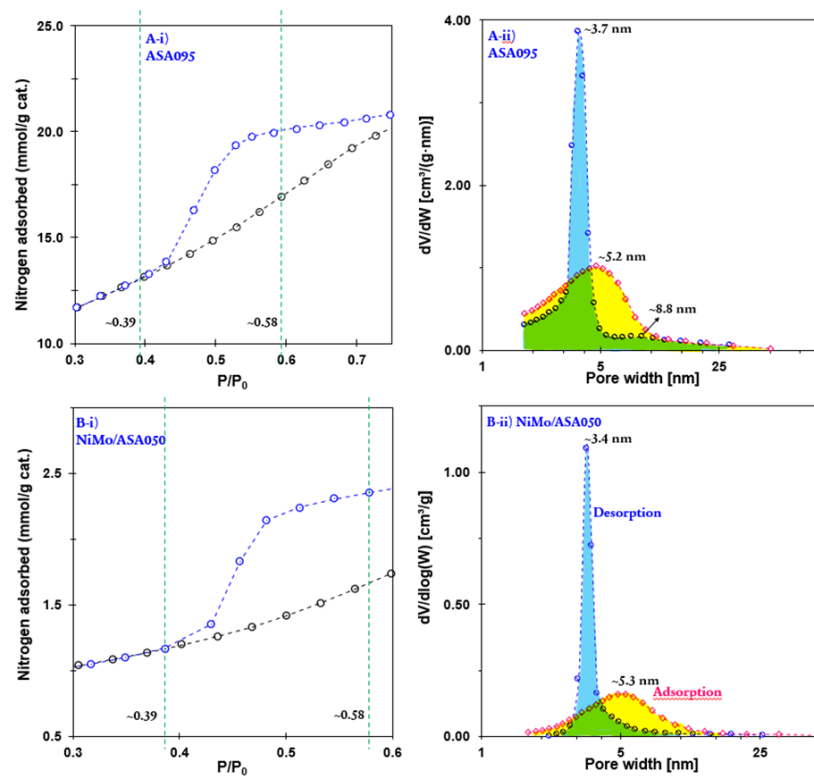 A-i)
ASA095
25.0
20.0
15.0
10.0
Nitrogen adsorbed (mmol/g cat.)
~0.39
~0.58
0.3
0.4
0.5
0.6
0.7
P/P₀
A-ii)
ASA095
~3.7 nm
4.00
2.00
0.00
dV/dW [cm³/(g·nm)]
~5.2 nm
~8.8 nm
1
5
25
Pore width [nm]
B-i)
NiMo/ASA050
2.5
1.5
0.5
Nitrogen adsorbed (mmol/g cat.)
~0.39
~0.58
0.3
0.4
0.5
0.6
P/P₀
B-ii) NiMo/ASA050
~3.4 nm
1.00
0.50
0.00
dV/dlog(W) [cm³/g]
Desorption
~5.3 nm
Adsorption
1
5
25
Pore width [nm]